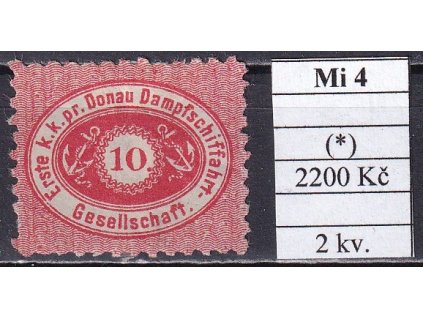 Erste k. k. pr. Donau Dampfschiffahrt-
Gesellschaft.
10
Mi 4
(*)
2200 Kč
2 kv.